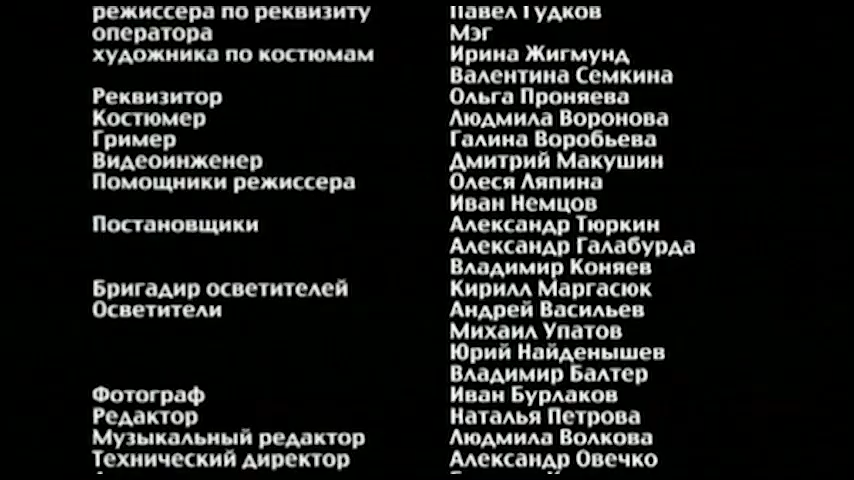 режиссера по реквизиту Павел Гудков
оператора Мэг
художника по костюмам Ирина Жигмунд
Валентина Семкина
Реквизитор Ольга Проняева
Костюмер Людмила Воронова
Гример Галина Воробьева
Видеоинженер Дмитрий Макушин
Помощники режиссера Олеся Ляпина
Иван Немцов
Постановщики Александр Тюркин
Александр Галабурда
Владимир Коняев
Бригадир осветителей Кирилл Маргасюк
Осветители Андрей Васильев
Михаил Упатов
Юрий Найденышев
Владимир Балтер
Фотограф Иван Бурлаков
Редактор Наталья Петрова
Музыкальный редактор Людмила Волкова
Технический директор Александр Овечко